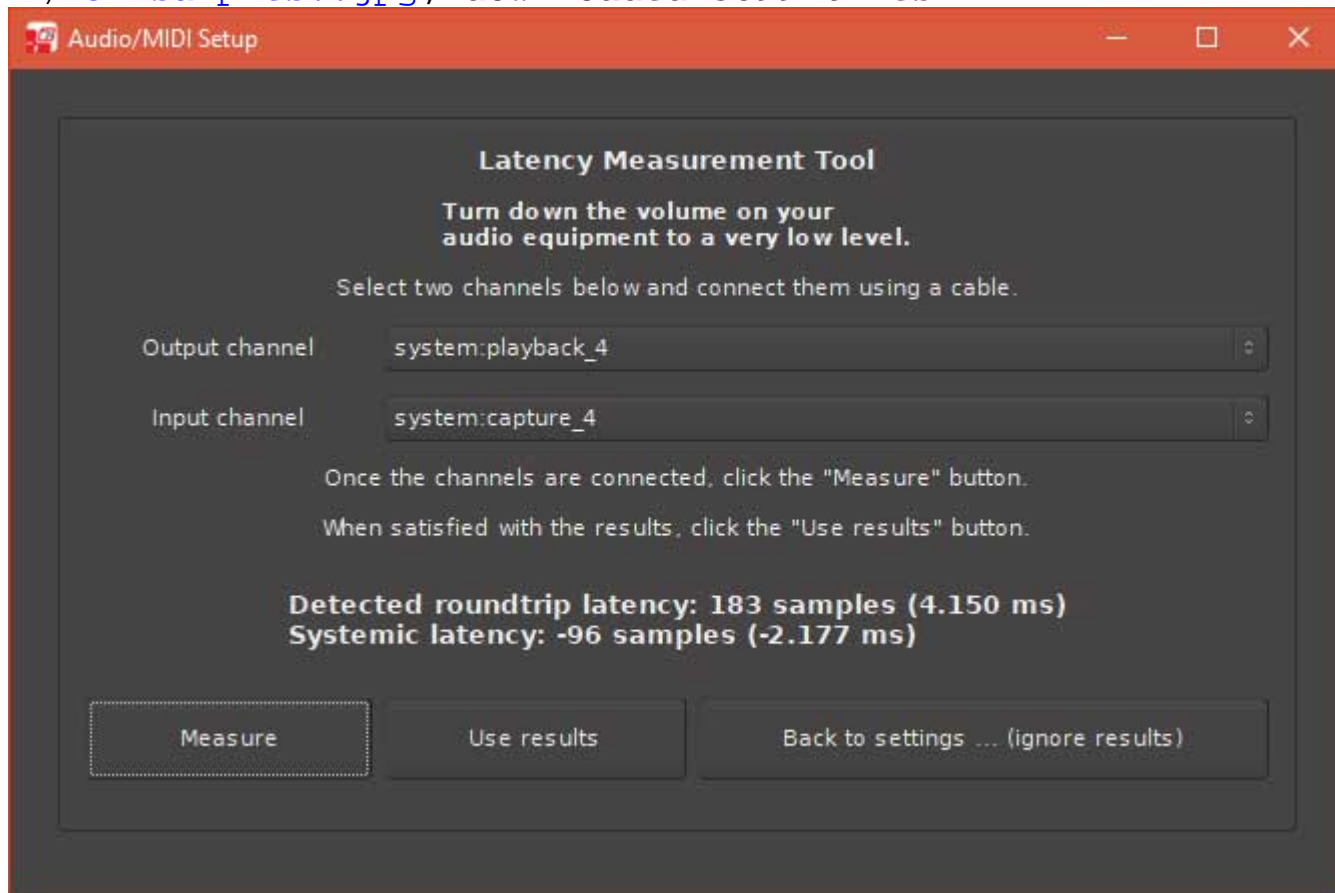 Audio/MIDI Setup
Latency Measurement Tool
Turn down the volume on your
audio equipment to a very low level.
Select two channels below and connect them using a cable.
Output channel system:playback_4
Input channel system:capture_4
Once the channels are connected, click the "Measure" button.
When satisfied with the results, click the "Use results" button.
Detected roundtrip latency: 183 samples (4.150 ms)
Systemic latency: -96 samples (-2.177 ms)
Measure Use results Back to settings ... (ignore results)